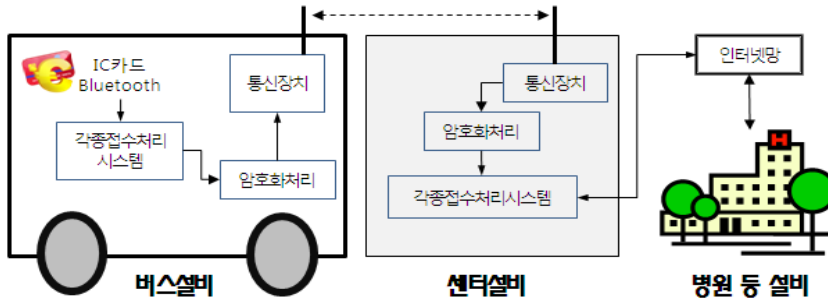 IC카드
Bluetooth
각종접수처리
시스템
통신장치
암호화처리
버스설비
통신장치
암호화처리
각종접수처리시스템
센터설비
인터넷망
H
병원 등 설비